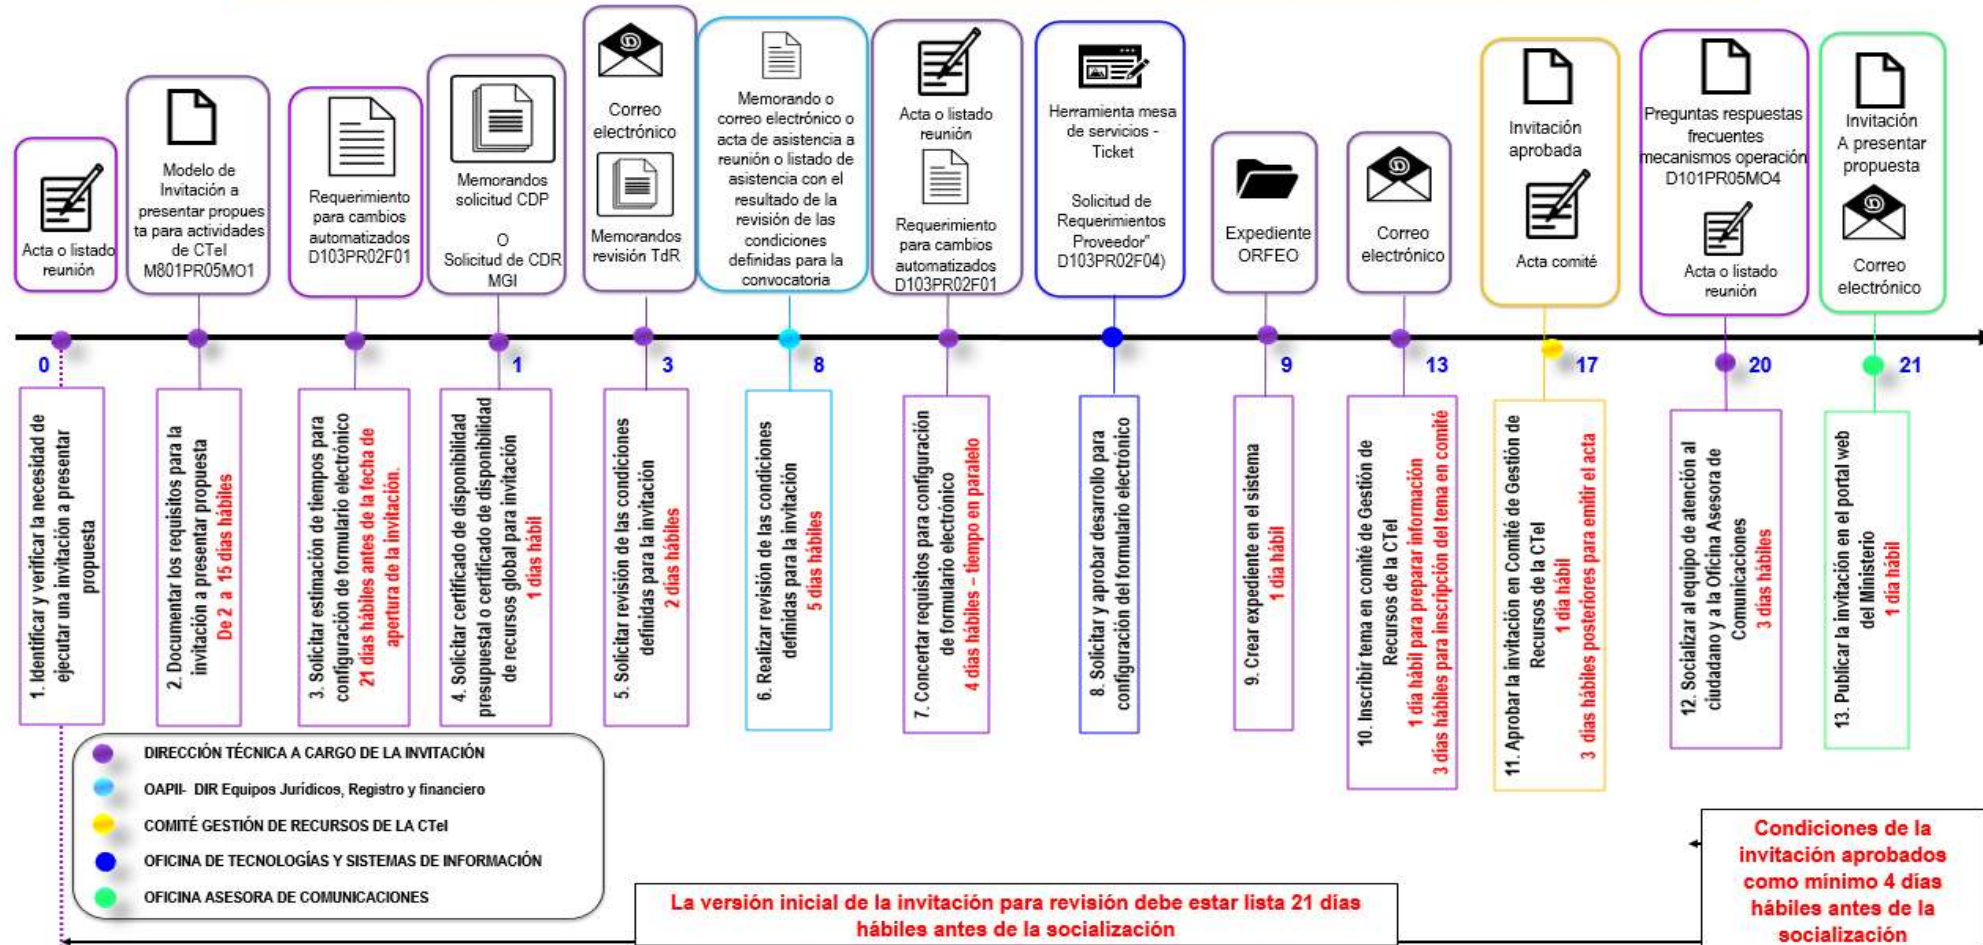 Acta o listado
reunión
Modelo de
Invitación a
presentar propues
ta para actividades
de CTeI
M801PR05MO1
Requerimiento
para cambios
automatizados
D103PR02F01
Memorandos
solicitud CDP
O
Solicitud de CDR
MGI
Correo
electrónico
Memorandos
revisión TdR
Memorando o
correo electrónico o
acta de asistencia a
reunión o listado de
asistencia con el
resultado de la
revisión de las
condiciones
definidas para la
convocatoria
Acta o listado
reunión
Requerimiento
para cambios
automatizados
D103PR02F01
Herramienta mesa
de servicios -
Ticket
Solicitud de
Requerimientos
Proveedor"
D103PR02F04)
Expediente
ORFEO
Correo
electrónico
Invitación
aprobada
Acta comité
Preguntas respuestas
frecuentes
mecanismos operación
D101PR05MO4
Acta o listado
reunión
Invitación
A presentar
propuesta
Correo
electrónico
0
1
3
8
9
13
17
20
21
1. Identificar y verificar la necesidad de
ejecutar una invitación a presentar
propuesta
2. Documentar los requisitos para la
invitación a presentar propuesta
De 2 a 15 días hábiles
3. Solicitar estimación de tiempos para
configuración de formulario electrónico
21 días hábiles antes de la fecha de
apertura de la invitación.
4. Solicitar certificado de disponibilidad
presupuestal o certificado de disponibilidad
de recursos global para invitación
1 días hábil
5. Solicitar revisión de las condiciones
definidas para la invitación
2 días hábiles
6. Realizar revisión de las condiciones
definidas para la invitación
5 días hábiles
7. Concertar requisitos para configuración
de formulario electrónico
4 días hábiles – tiempo en paralelo
8. Solicitar y aprobar desarrollo para
configuración del formulario electrónico
9. Crear expediente en el sistema
1 día hábil
10. Inscribir tema en comité de Gestión de
Recursos de la CTel
1 día hábil para preparar información
3 días hábiles para inscripción del tema en comité
11. Aprobar la invitación en Comité de Gestión de
Recursos de la CTel
1 día hábil
3 días hábiles posteriores para emitir el acta
12. Socializar al equipo de atención al
ciudadano y a la Oficina Asesora de
Comunicaciones
3 días hábiles
13. Publicar la invitación en el portal web
del Ministerio
1 día hábil
DIRECCIÓN TÉCNICA A CARGO DE LA INVITACIÓN
OAPII- DIR Equipos Jurídicos, Registro y financiero
COMITÉ GESTIÓN DE RECURSOS DE LA CTeI
OFICINA DE TECNOLOGÍAS Y SISTEMAS DE INFORMACIÓN
OFICINA ASESORA DE COMUNICACIONES
La versión inicial de la invitación para revisión debe estar lista 21 días
hábiles antes de la socialización
Condiciones de la
invitación aprobados
como mínimo 4 días
hábiles antes de la
socialización